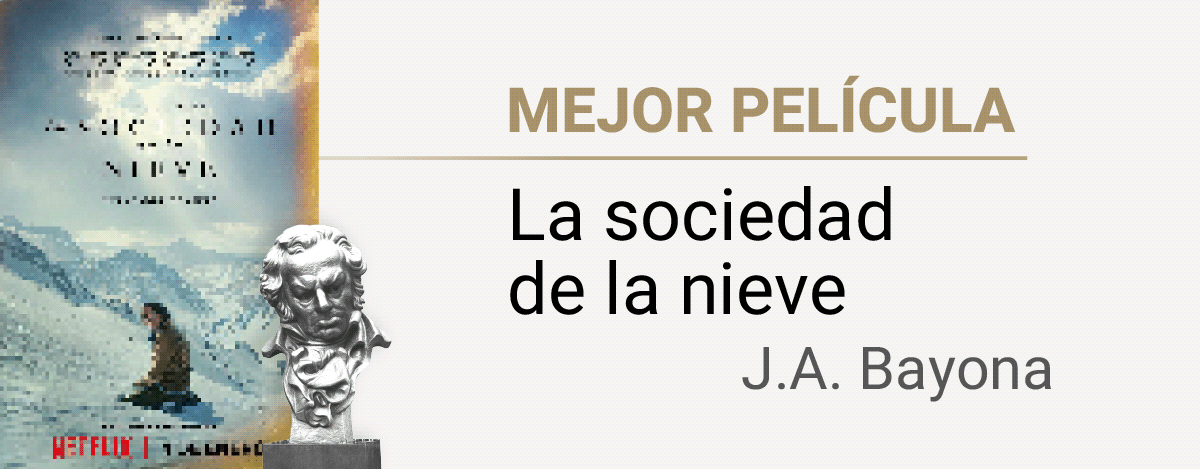 MEJOR PELÍCULA
La sociedad
de la nieve
J.A. Bayona
NETFLIX